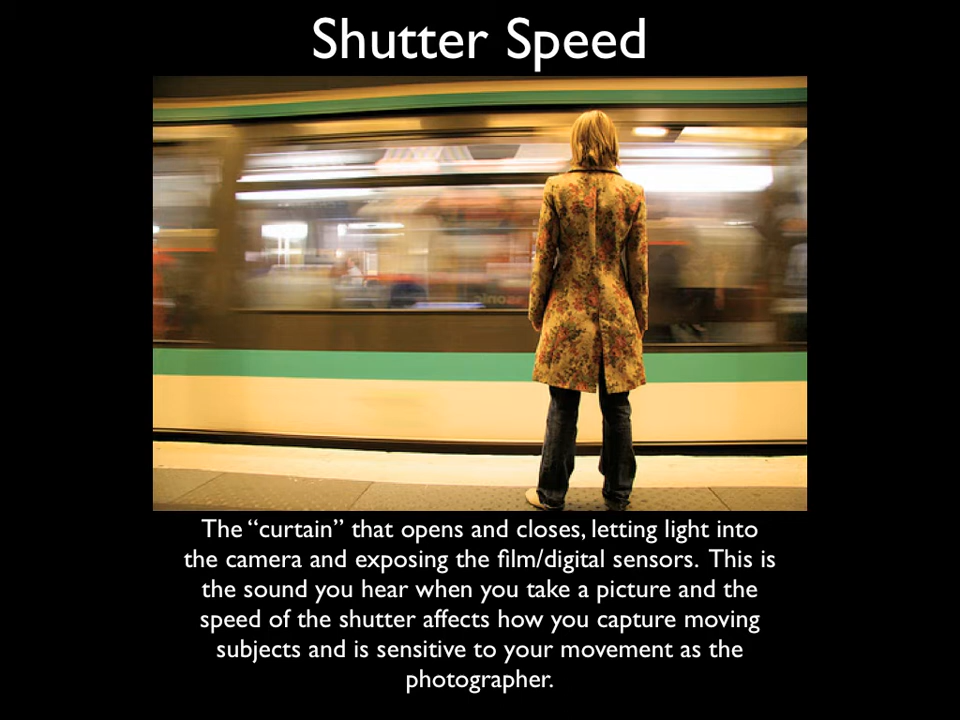 Shutter Speed
The “curtain” that opens and closes, letting light into
the camera and exposing the film/digital sensors. This is
the sound you hear when you take a picture and the
speed of the shutter affects how you capture moving
subjects and is sensitive to your movement as the
photographer.